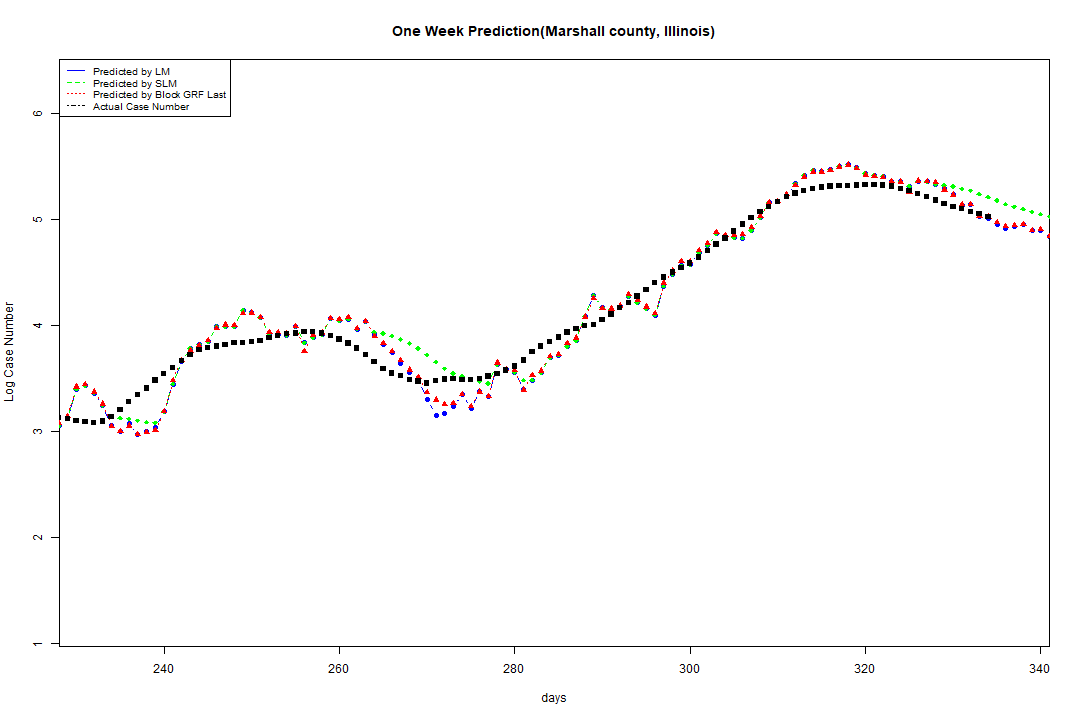 One Week Prediction(Marshall county, Illinois)
Predicted by LM
Predicted by SLM
Predicted by Block GRF Last
Actual Case Number
6
5
4
3
2
1
Log Case Number
240
260
280
300
320
340
days